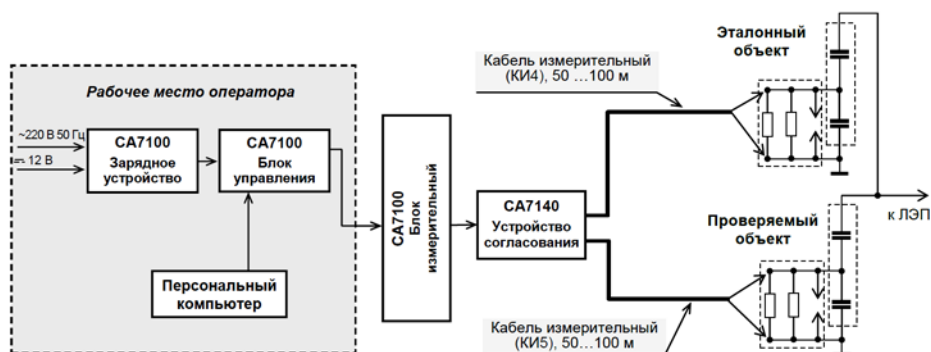 Эталонный
объект
Кабель измерительный
(КИ4), 50 …100 м
Рабочее место оператора
~220 В 50 Гц
12 В
СА7100
Зарядное
устройство
СА7100
Блок
управления
СА7100
Блок
измерительный
СА7140
Устройство
согласования
к ЛЭП
Проверяемый
объект
Персональный
компьютер
Кабель измерительный
(КИ5), 50…100 м